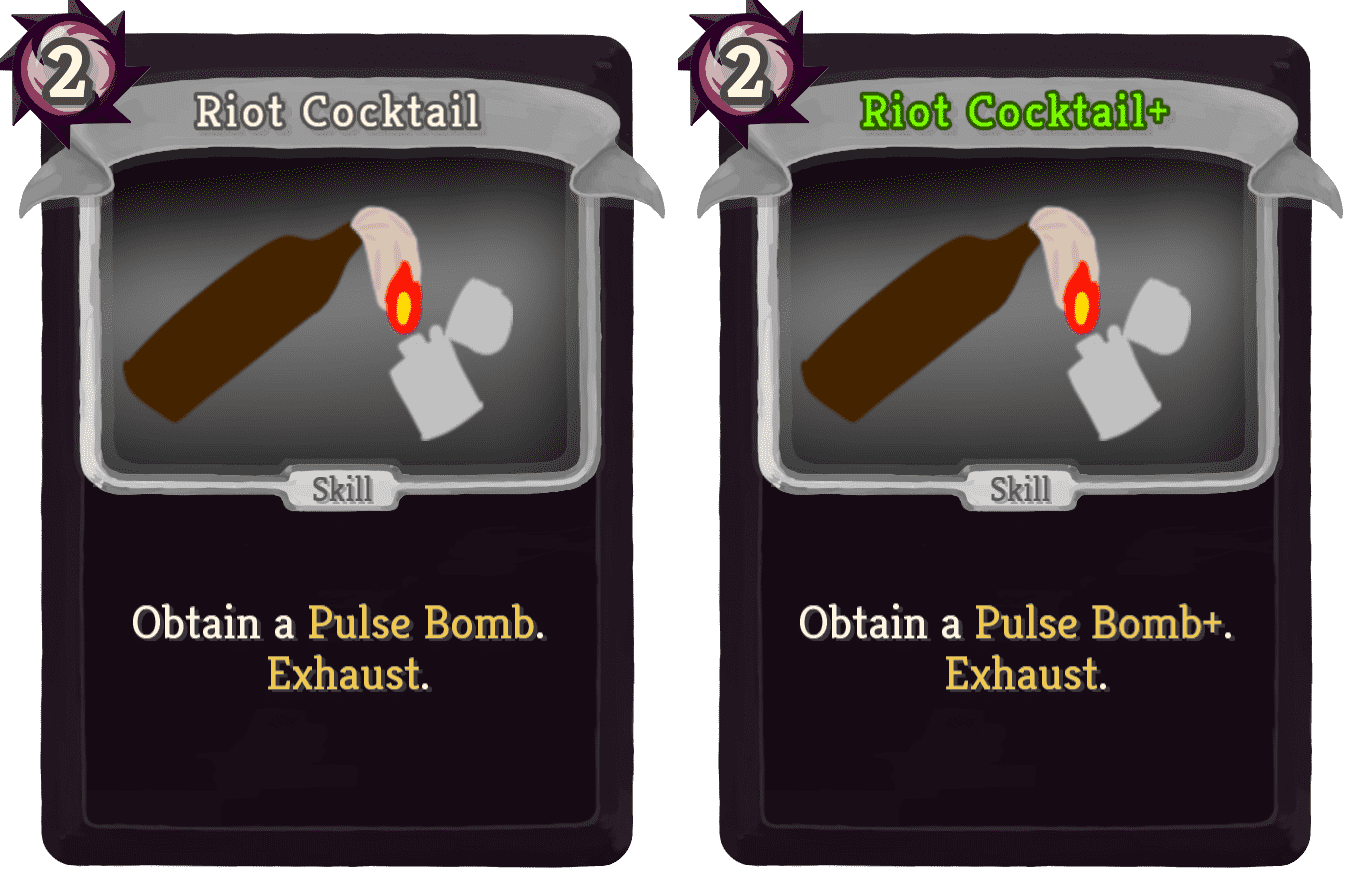 2
Riot Cocktail
Skill
Obtain a Pulse Bomb.
Exhaust.
2
Riot Cocktail+
Skill
Obtain a Pulse Bomb+.
Exhaust.